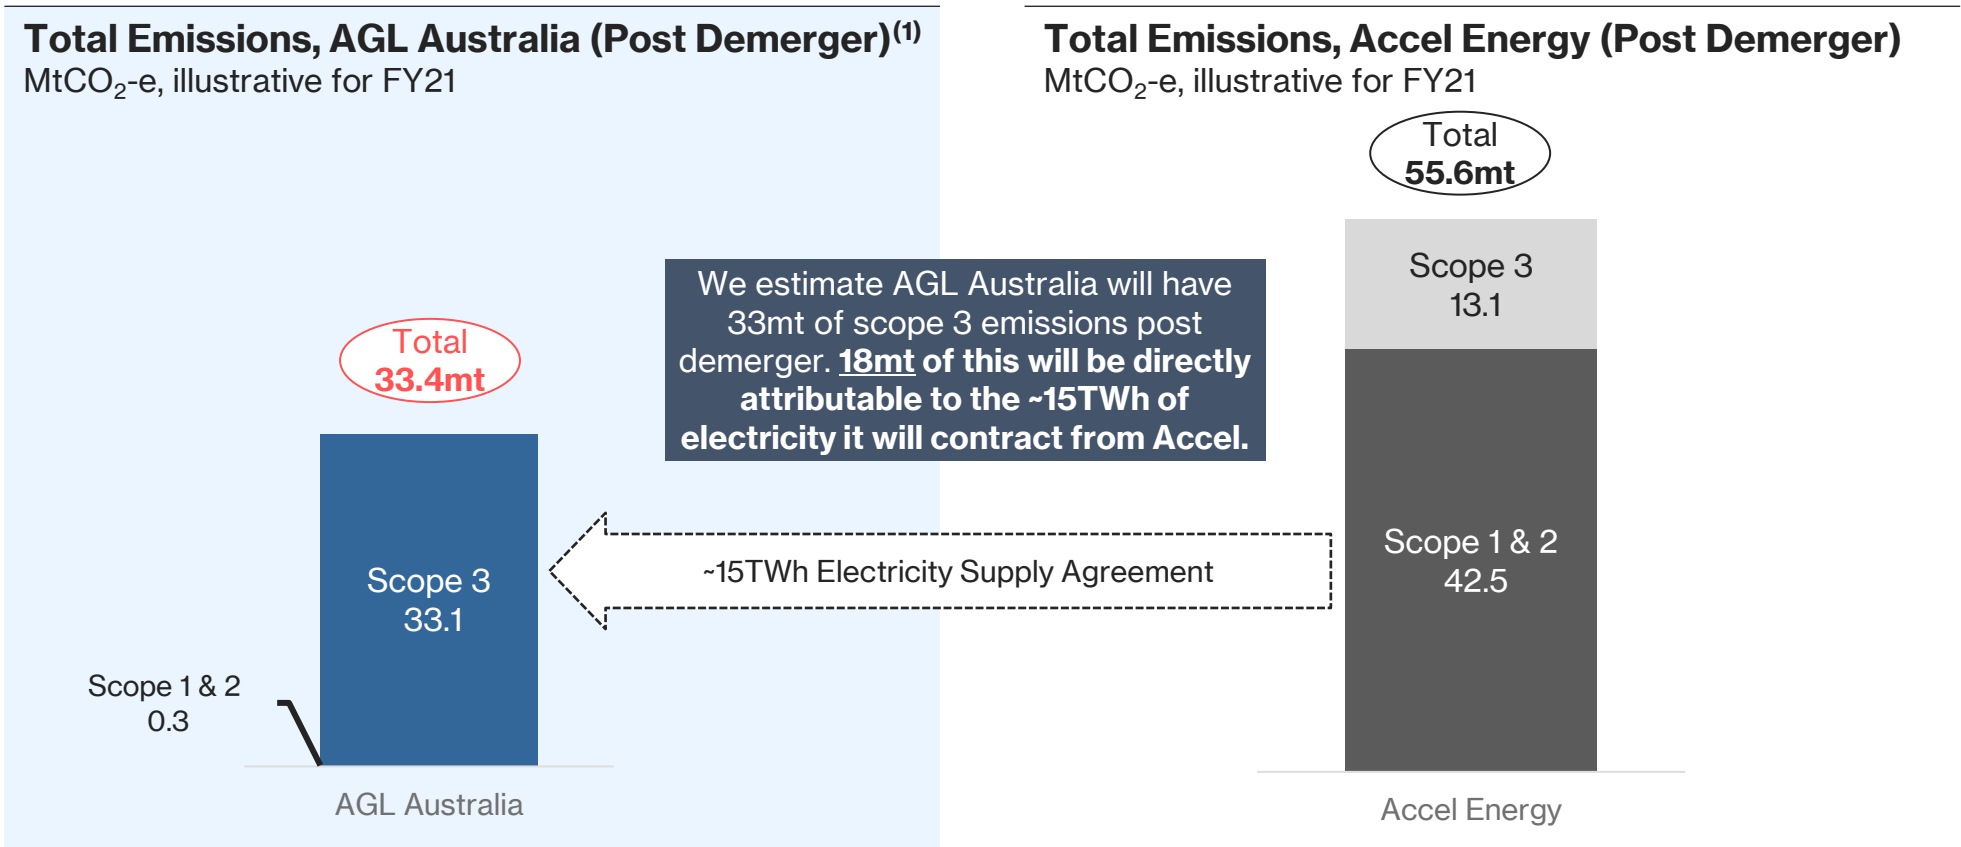 Total Emissions, AGL Australia (Post Demerger)(1)
MtCO2-e, illustrative for FY21
Total
33.4mt
Scope 3
33.1
Scope 1 & 2
0.3
AGL Australia
We estimate AGL Australia will have
33mt of scope 3 emissions post
demerger. 18mt of this will be directly
attributable to the ~15TWh of
electricity it will contract from Accel.
~15TWh Electricity Supply Agreement
Total Emissions, Accel Energy (Post Demerger)
MtCO2-e, illustrative for FY21
Total
55.6mt
Scope 3
13.1
Scope 1 & 2
42.5
Accel Energy